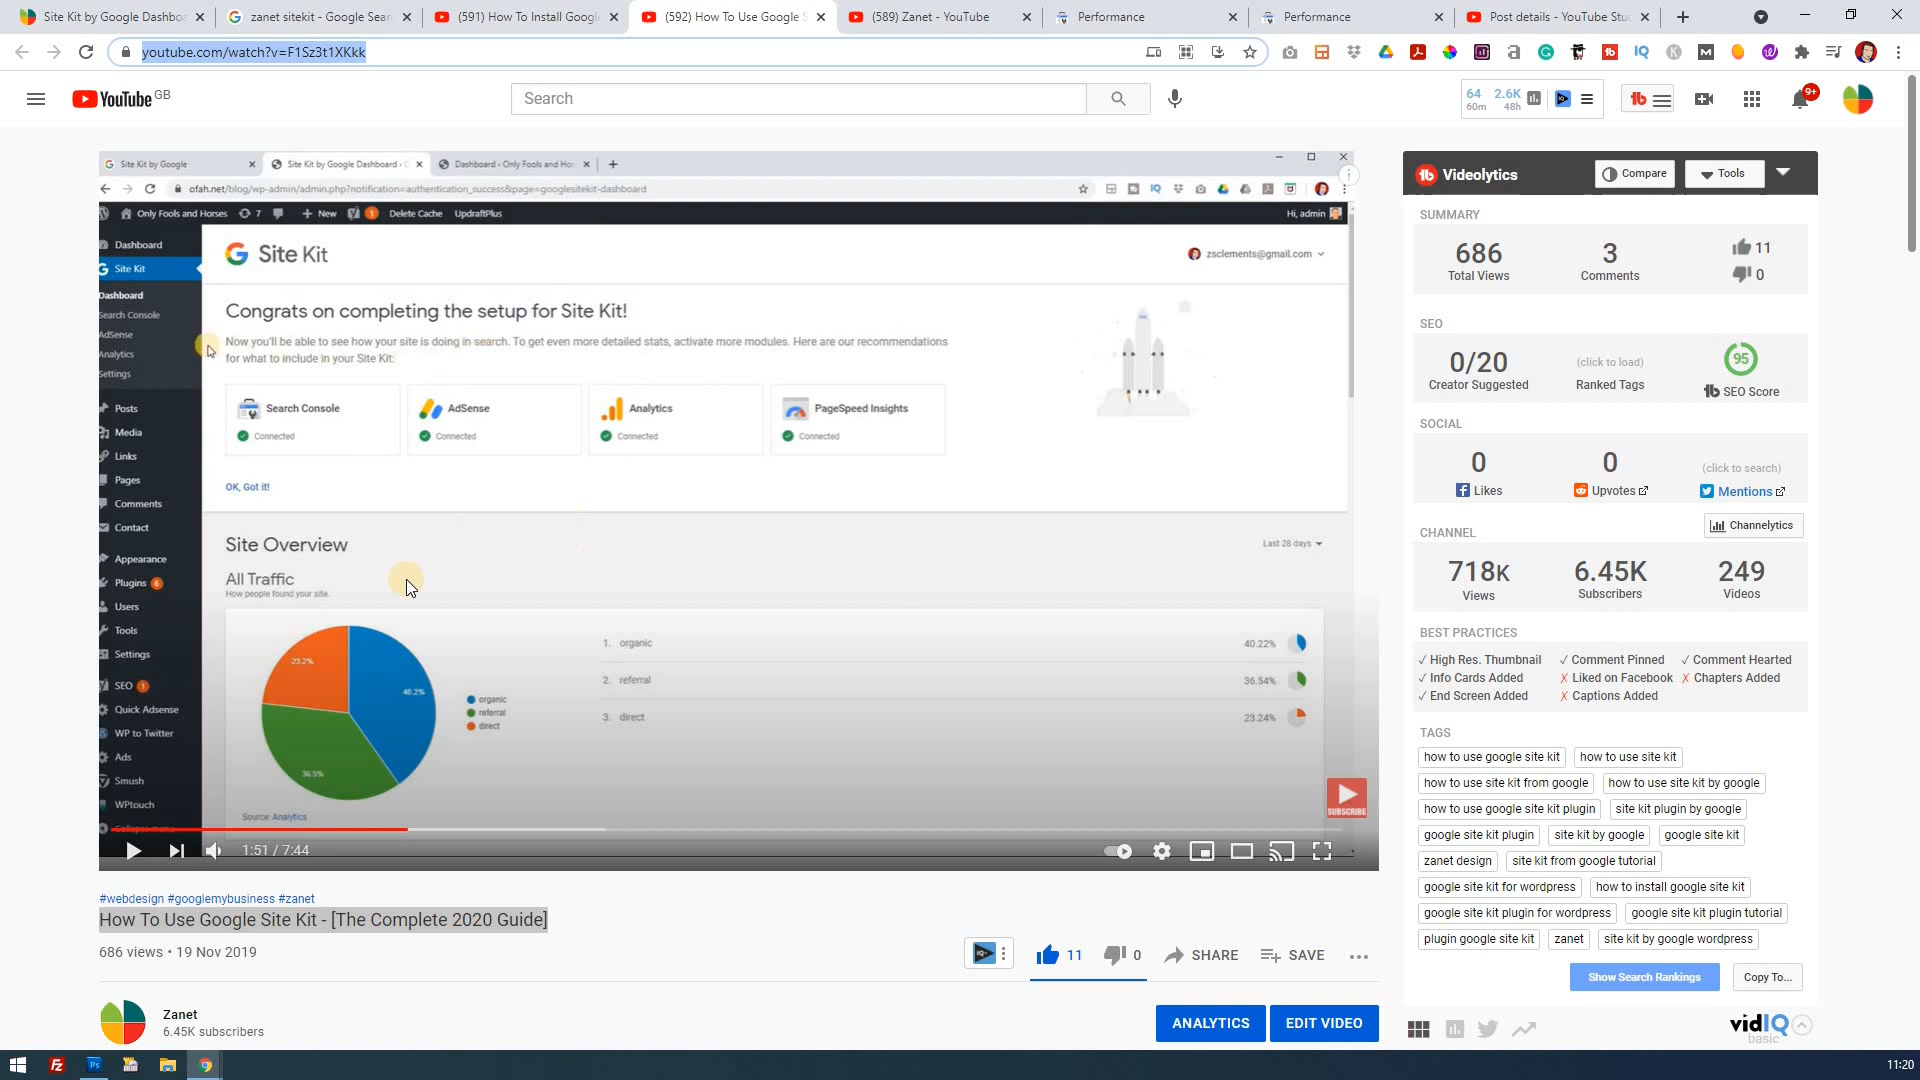 Site Kit by Google Dashboa
zanet sitekit - Google Sear
(591) How To Install Googl
(592) How To Use Google S
(589) Zanet - YouTube
Performance
Performance
Post details - YouTube Stu
youtube.com/watch?v=F1Sz3t1XKkk
YouTube GB
Search
64 60m
2.6K 48h
9+
Site Kit by Google
Site Kit by Google Dashboard ‹
Dashboard ‹ Only Fools and Hor
ofah.net/blog/wp-admin/admin.php?notification=authentication_success&page=googlesitekit-dashboard
Only Fools and Horses 7 + New 1 Delete Cache UpdraftPlus
Hi, admin
Dashboard
Site Kit
Dashboard
Search Console
AdSense
Analytics
Settings
Posts
Media
Links
Pages
Comments
Contact
Appearance
Plugins 6
Users
Tools
Settings
SEO 1
Quick Adsense
WP to Twitter
Ads
Smush
WPtouch
Collapse menu
Site Kit
zsclements@gmail.com
Congrats on completing the setup for Site Kit!
Now you'll be able to see how your site is doing in search. To get even more detailed stats, activate more modules. Here are our recommendations
for what to include in your Site Kit:
Search Console
Connected
AdSense
Connected
Analytics
Connected
PageSpeed Insights
Connected
OK, Got it!
Site Overview
Last 28 days
All Traffic
How people found your site.
23.2%
40.2%
36.5%
organic
referral
direct
1. organic 40.22%
2. referral 36.54%
3. direct 23.24%
Source: Analytics
SUBSCRIBE
1:51 / 7:44
#webdesign #googlemybusiness #zanet
How To Use Google Site Kit - [The Complete 2020 Guide]
686 views • 19 Nov 2019
11
0
SHARE
SAVE
Zanet
6.45K subscribers
ANALYTICS
EDIT VIDEO
Videolytics
Compare
Tools
SUMMARY
686
Total Views
3
Comments
11
0
SEO
0/20
Creator Suggested
(click to load)
Ranked Tags
95
SEO Score
SOCIAL
0
Likes
0
Upvotes
(click to search)
Mentions
CHANNEL
Channelytics
718K
Views
6.45K
Subscribers
249
Videos
BEST PRACTICES
✓ High Res. Thumbnail ✓ Comment Pinned ✓ Comment Hearted
✓ Info Cards Added ✗ Liked on Facebook ✗ Chapters Added
✓ End Screen Added ✗ Captions Added
TAGS
how to use google site kit
how to use site kit
how to use site kit from google
how to use site kit by google
how to use google site kit plugin
site kit plugin by google
google site kit plugin
site kit by google
google site kit
zanet design
site kit from google tutorial
google site kit for wordpress
how to install google site kit
google site kit plugin for wordpress
google site kit plugin tutorial
plugin google site kit
zanet
site kit by google wordpress
Show Search Rankings
Copy To...
vidIQ
basic
11:20